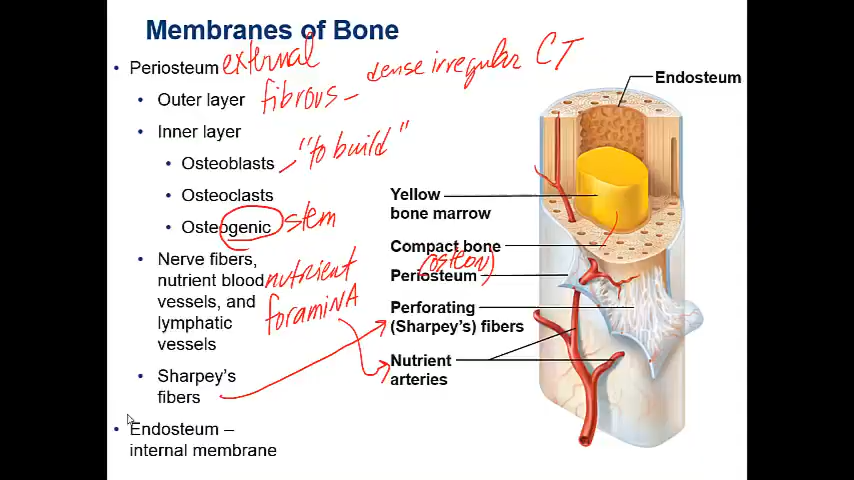 Membranes of Bone
Periosteum external
Outer layer fibrous – dense irregular CT
Inner layer
Osteoblasts – "to build"
Osteoclasts
Osteogenic stem
Nerve fibers,
nutrient blood
vessels, and
lymphatic
vessels
nutrient
foraminA
Sharpey's
fibers
Endosteum –
internal membrane
Endosteum
Yellow
bone marrow
Compact bone
(osteon)
Periosteum
Perforating
(Sharpey's) fibers
Nutrient
arteries